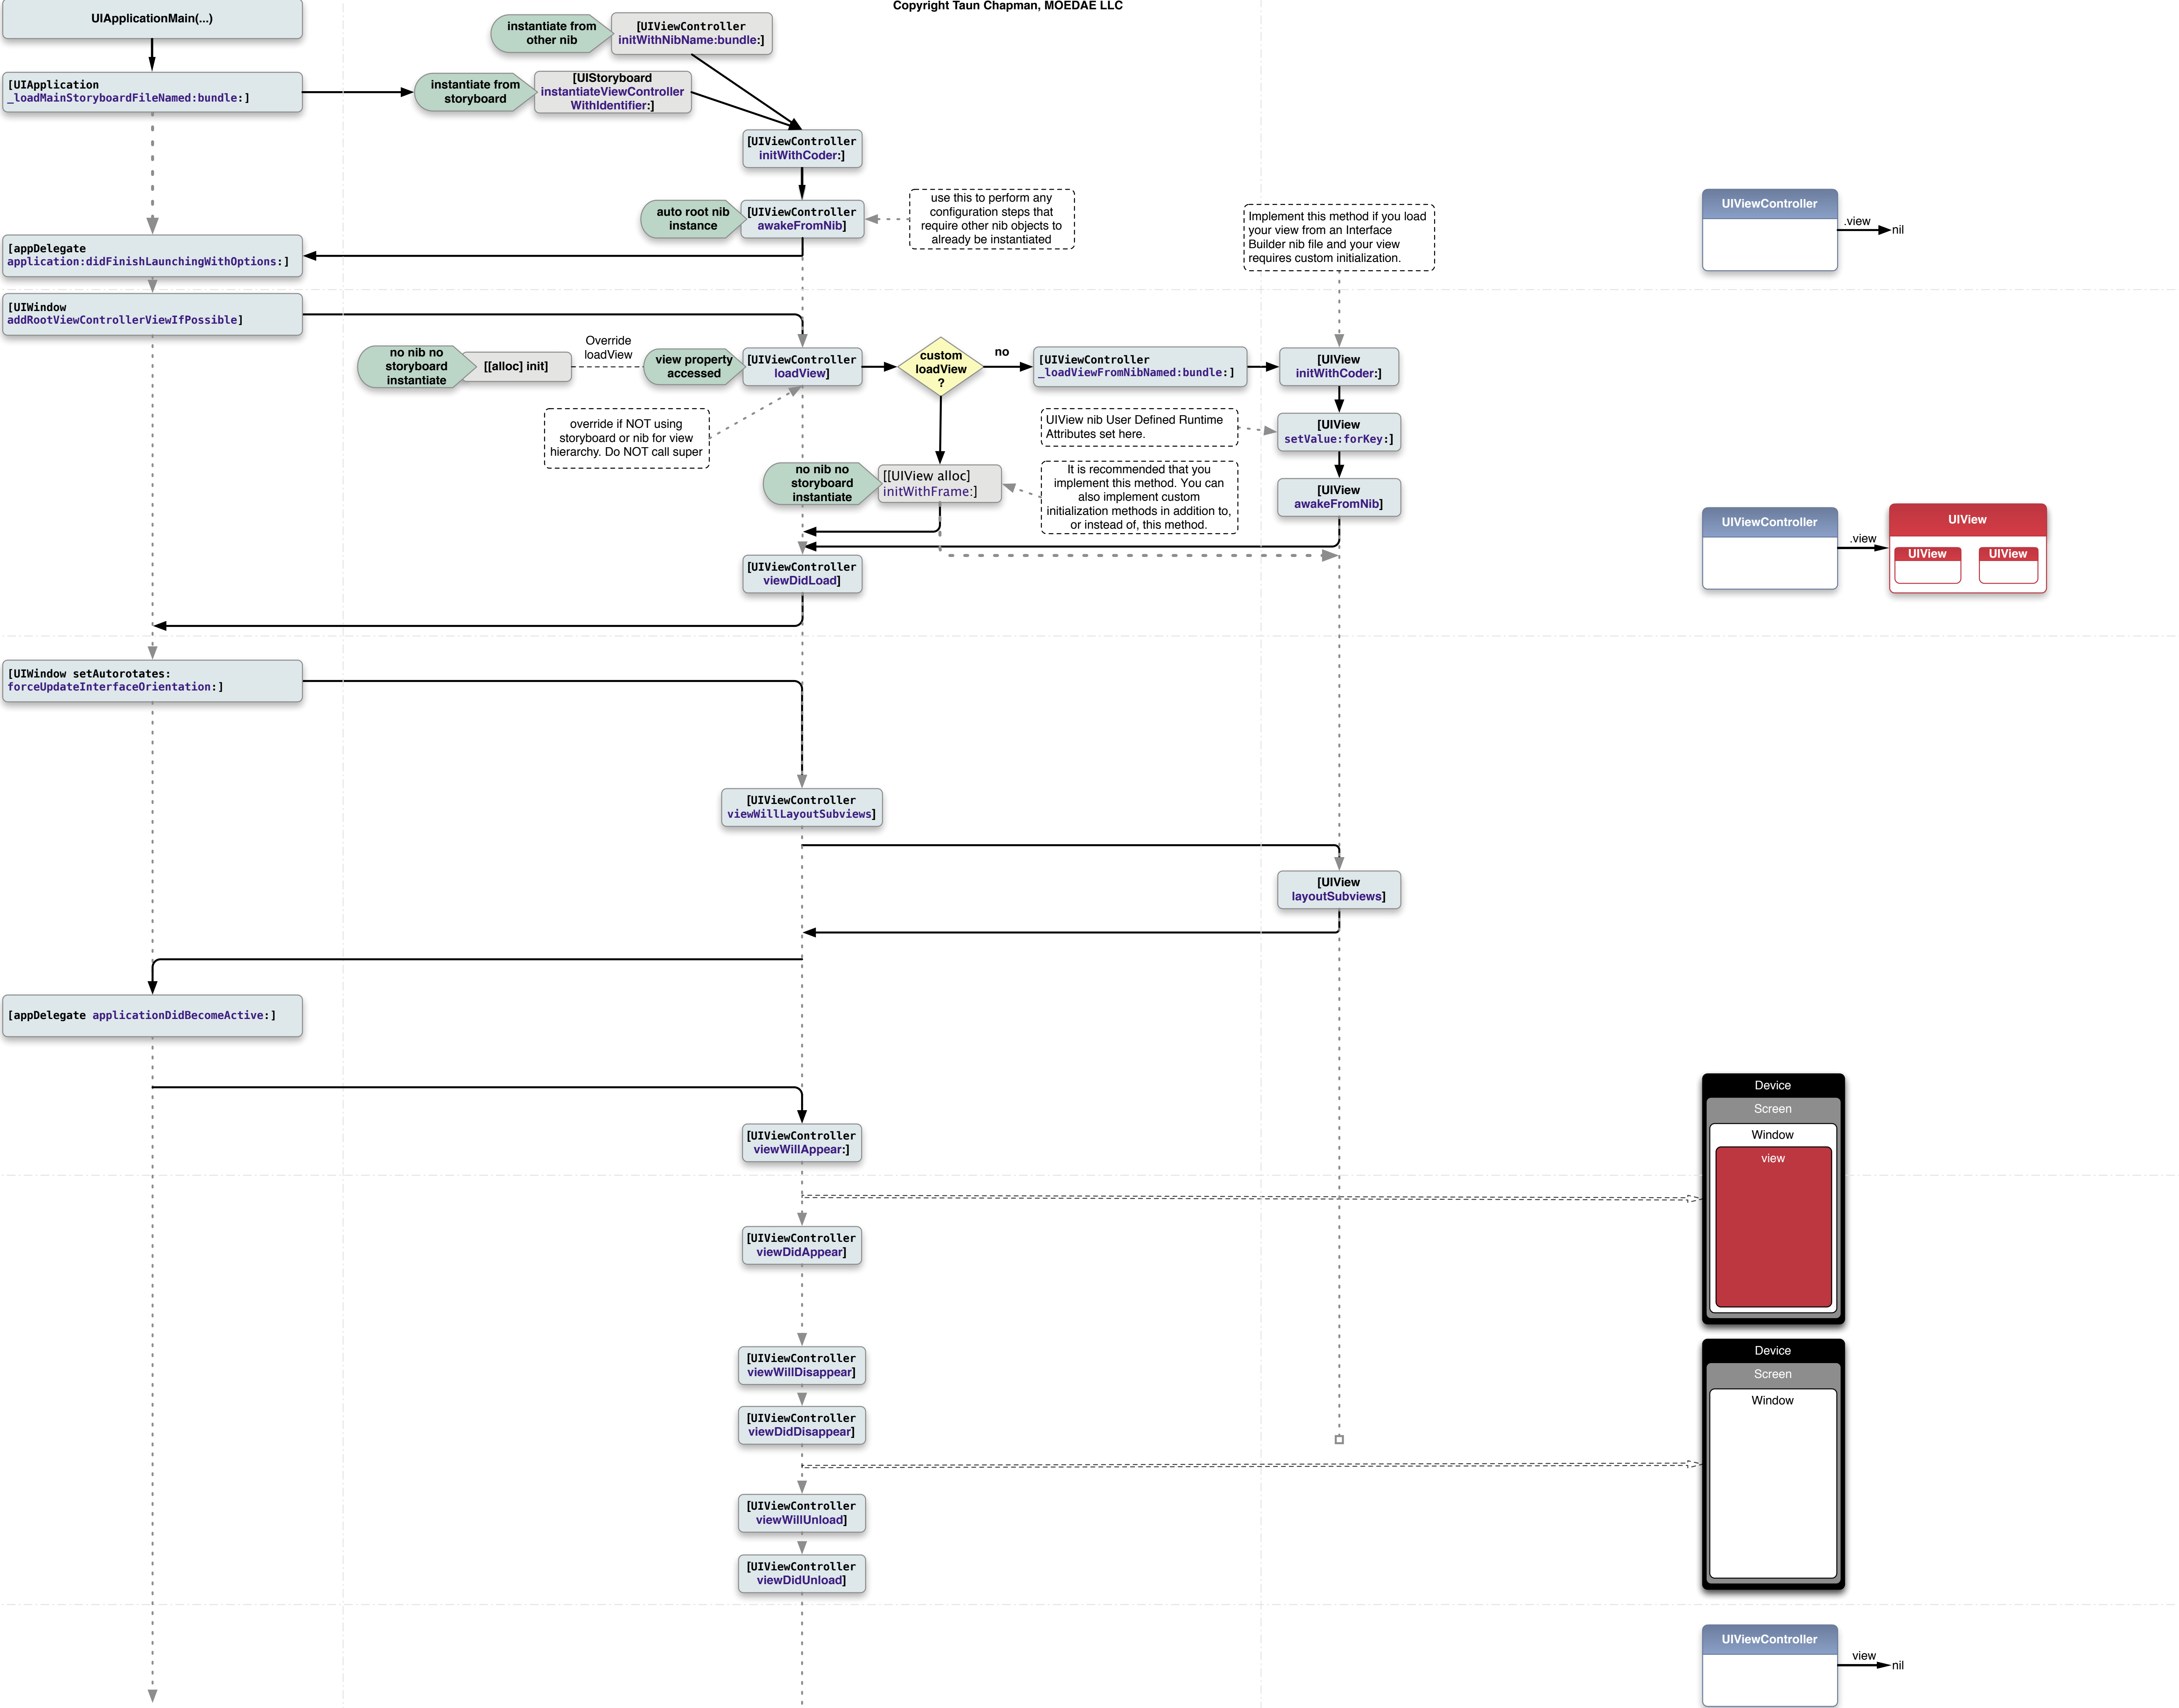 Copyright Taun Chapman, MOEDAE LLC
UIApplicationMain(...)
instantiate from
other nib
[UIViewController
initWithNibName:bundle:]
[UIApplication
_loadMainStoryboardFileNamed:bundle:]
instantiate from
storyboard
[UIStoryboard
instantiateViewController
WithIdentifier:]
[UIViewController
initWithCoder:]
auto root nib
instance
[UIViewController
awakeFromNib]
use this to perform any
configuration steps that
require other nib objects to
already be instantiated
Implement this method if you load
your view from an Interface
Builder nib file and your view
requires custom initialization.
UIViewController
.view
nil
[appDelegate
application:didFinishLaunchingWithOptions:]
[UIWindow
addRootViewControllerViewIfPossible]
no nib no
storyboard
instantiate
[[alloc] init]
Override
loadView
view property
accessed
[UIViewController
loadView]
custom
loadView
?
no
[UIViewController
_loadViewFromNibNamed:bundle:]
[UIView
initWithCoder:]
override if NOT using
storyboard or nib for view
hierarchy. Do NOT call super
UIView nib User Defined Runtime
Attributes set here.
[UIView
setValue:forKey:]
no nib no
storyboard
instantiate
[[UIView alloc]
initWithFrame:]
It is recommended that you
implement this method. You can
also implement custom
initialization methods in addition to,
or instead of, this method.
[UIView
awakeFromNib]
UIViewController
.view
UIView
UIView
UIView
[UIViewController
viewDidLoad]
[UIWindow setAutorotates:
forceUpdateInterfaceOrientation:]
[UIViewController
viewWillLayoutSubviews]
[UIView
layoutSubviews]
[appDelegate applicationDidBecomeActive:]
[UIViewController
viewWillAppear:]
Device
Screen
Window
view
[UIViewController
viewDidAppear]
[UIViewController
viewWillDisappear]
[UIViewController
viewDidDisappear]
Device
Screen
Window
[UIViewController
viewWillUnload]
[UIViewController
viewDidUnload]
UIViewController
view
nil